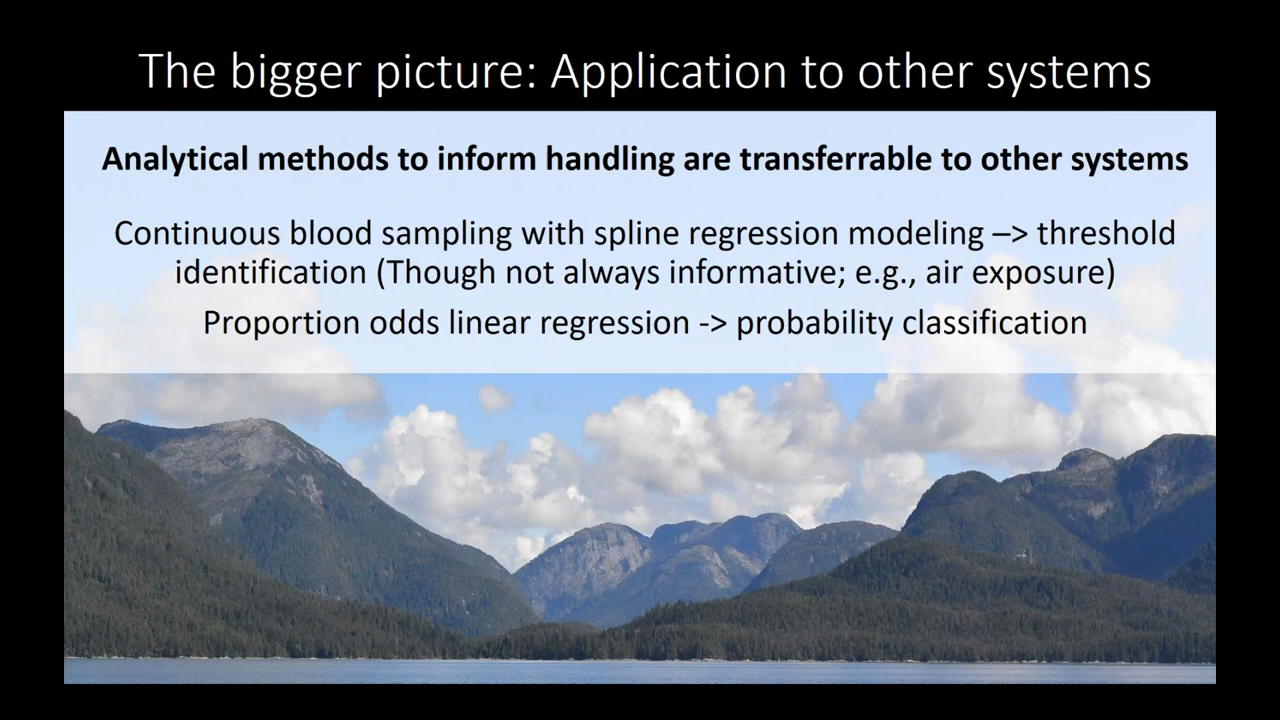 The bigger picture: Application to other systems
Analytical methods to inform handling are transferrable to other systems
Continuous blood sampling with spline regression modeling –> threshold
identification (Though not always informative; e.g., air exposure)
Proportion odds linear regression -> probability classification